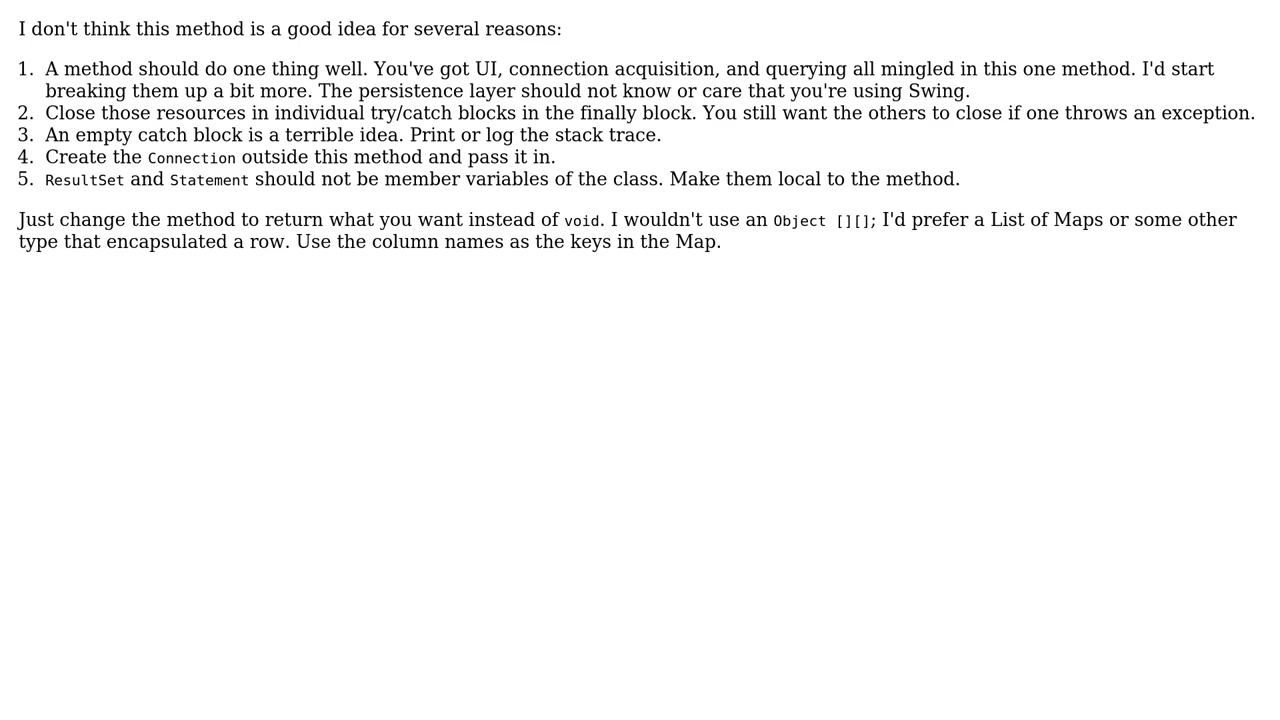 I don't think this method is a good idea for several reasons:
1. A method should do one thing well. You've got UI, connection acquisition, and querying all mingled in this one method. I'd start
breaking them up a bit more. The persistence layer should not know or care that you're using Swing.
2. Close those resources in individual try/catch blocks in the finally block. You still want the others to close if one throws an exception.
3. An empty catch block is a terrible idea. Print or log the stack trace.
4. Create the Connection outside this method and pass it in.
5. ResultSet and Statement should not be member variables of the class. Make them local to the method.
Just change the method to return what you want instead of void. I wouldn't use an Object [][]; I'd prefer a List of Maps or some other
type that encapsulated a row. Use the column names as the keys in the Map.